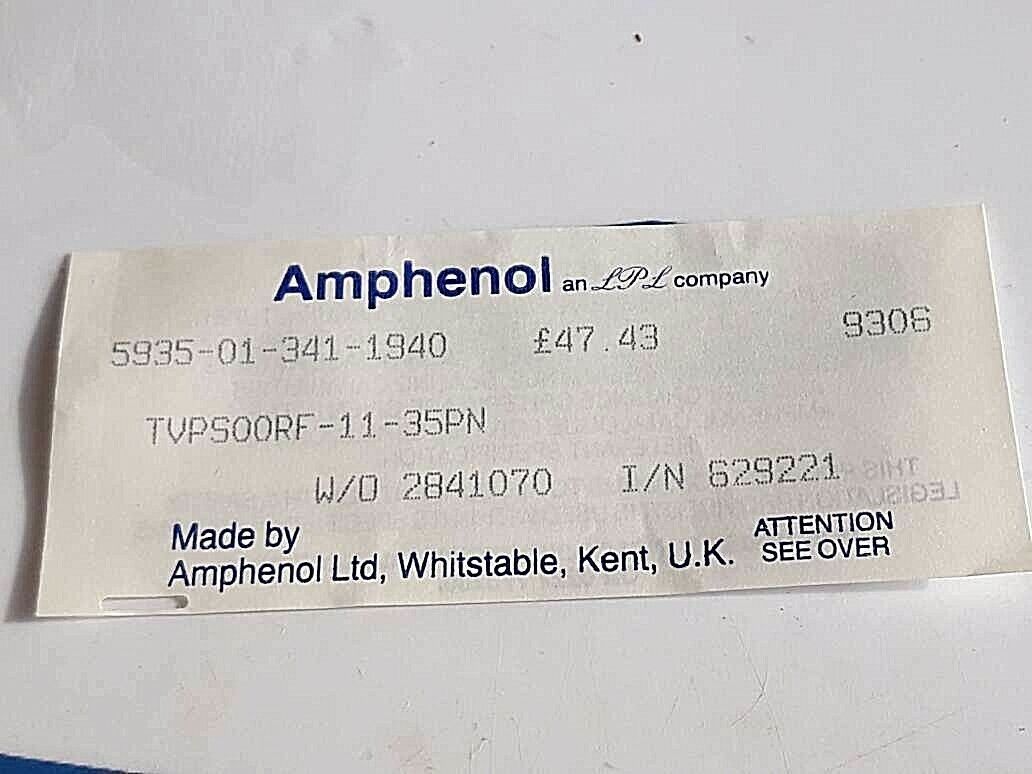 Amphenol an LPL company
5935-01-341-1940 £47.43 9306
TVPS00RF-11-35PN
W/O 2841070 I/N 629221
Made by
Amphenol Ltd, Whitstable, Kent, U.K.
ATTENTION
SEE OVER